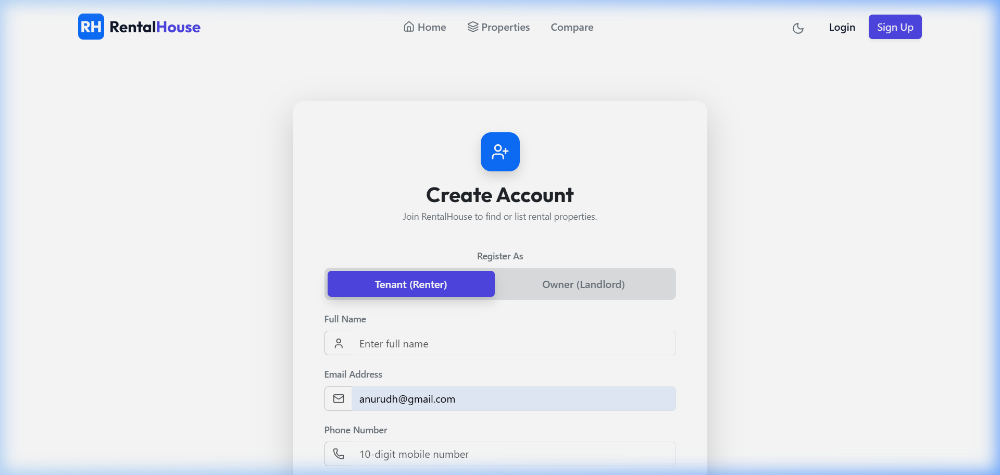 RH RentalHouse
Home Properties Compare
Login Sign Up
Create Account
Join RentalHouse to find or list rental properties.
Register As
Tenant (Renter) Owner (Landlord)
Full Name
Enter full name
Email Address
anurudh@gmail.com
Phone Number
10-digit mobile number